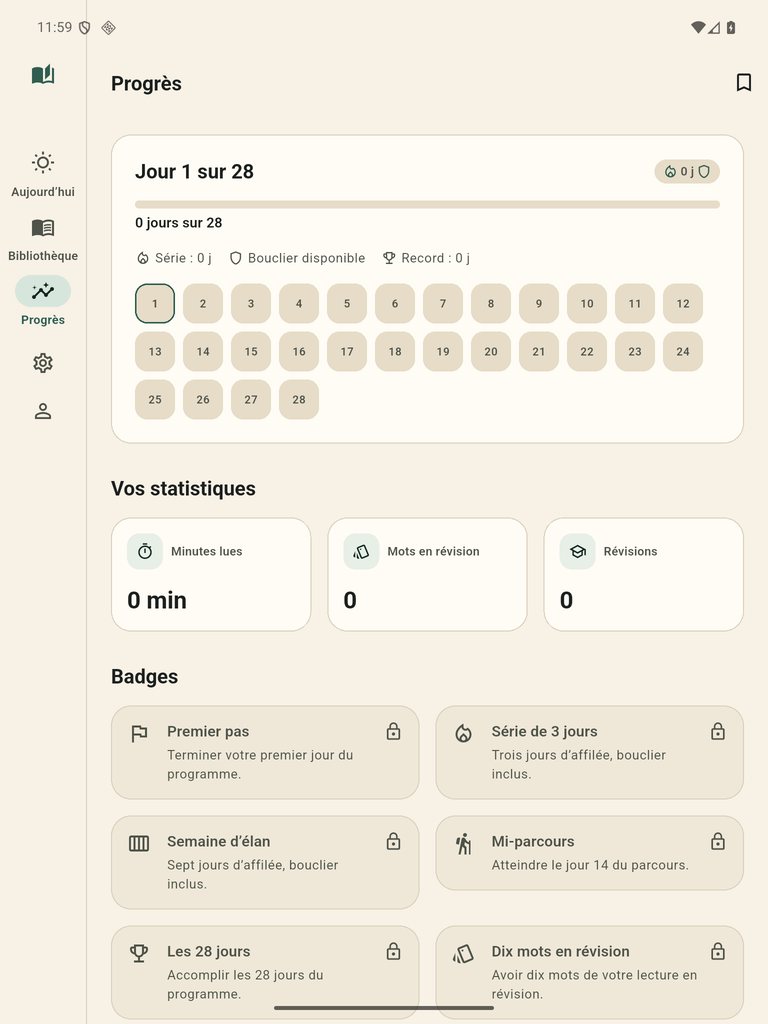 11:59
Progrès
Aujourd’hui
Bibliothèque
Progrès
Jour 1 sur 28
0 j
0 jours sur 28
Série : 0 j
Bouclier disponible
Record : 0 j
1 2 3 4 5 6 7 8 9 10 11 12
13 14 15 16 17 18 19 20 21 22 23 24
25 26 27 28
Vos statistiques
Minutes lues
0 min
Mots en révision
0
Révisions
0
Badges
Premier pas
Terminer votre premier jour du
programme.
Série de 3 jours
Trois jours d’affilée, bouclier
inclus.
Semaine d’élan
Sept jours d’affilée, bouclier
inclus.
Mi-parcours
Atteindre le jour 14 du parcours.
Les 28 jours
Accomplir les 28 jours du
programme.
Dix mots en révision
Avoir dix mots de votre lecture en
révision.